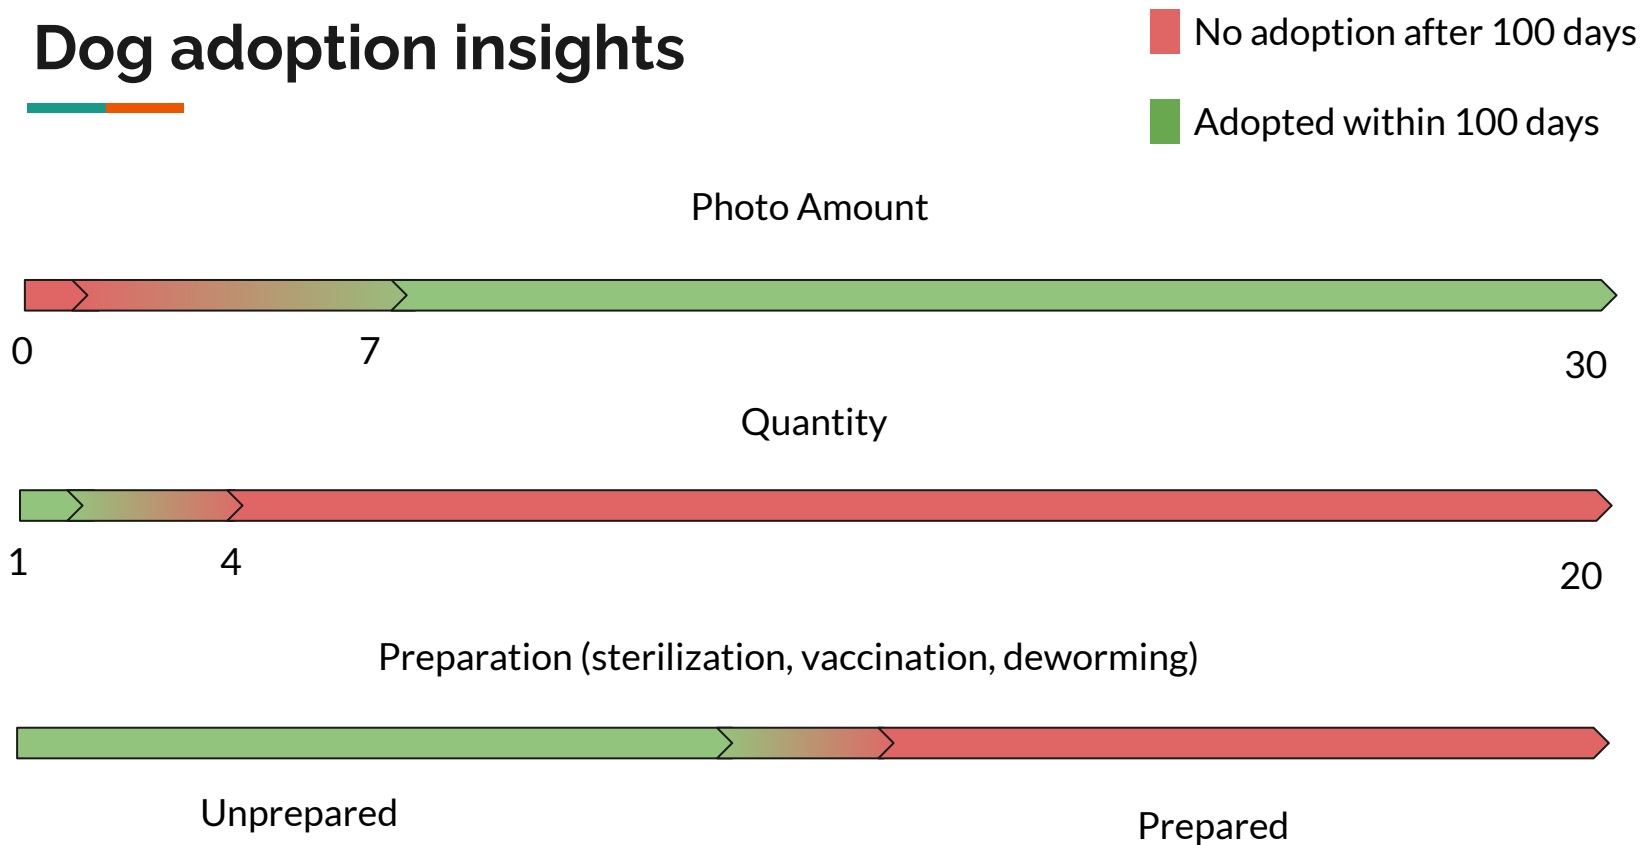 Dog adoption insights
No adoption after 100 days
Adopted within 100 days
Photo Amount
0
7
30
Quantity
1
4
20
Preparation (sterilization, vaccination, deworming)
Unprepared
Prepared